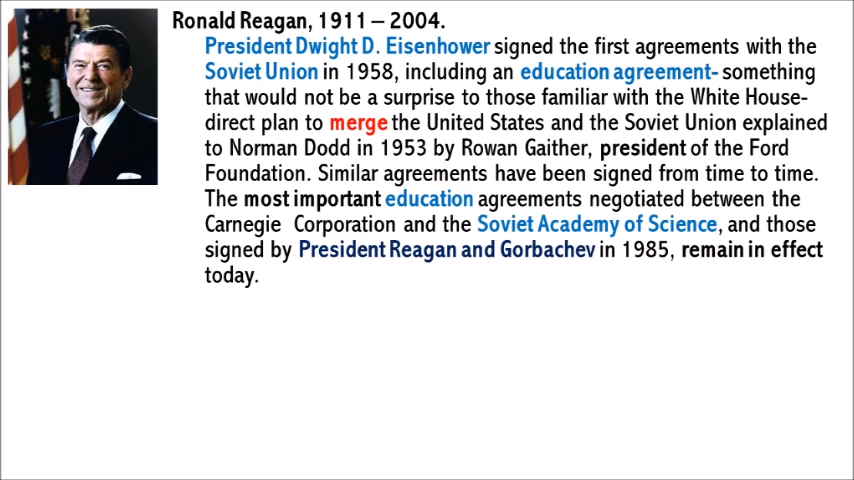 Ronald Reagan, 1911 – 2004.
President Dwight D. Eisenhower signed the first agreements with the
Soviet Union in 1958, including an education agreement- something
that would not be a surprise to those familiar with the White House-
direct plan to merge the United States and the Soviet Union explained
to Norman Dodd in 1953 by Rowan Gaither, president of the Ford
Foundation. Similar agreements have been signed from time to time.
The most important education agreements negotiated between the
Carnegie Corporation and the Soviet Academy of Science, and those
signed by President Reagan and Gorbachev in 1985, remain in effect
today.